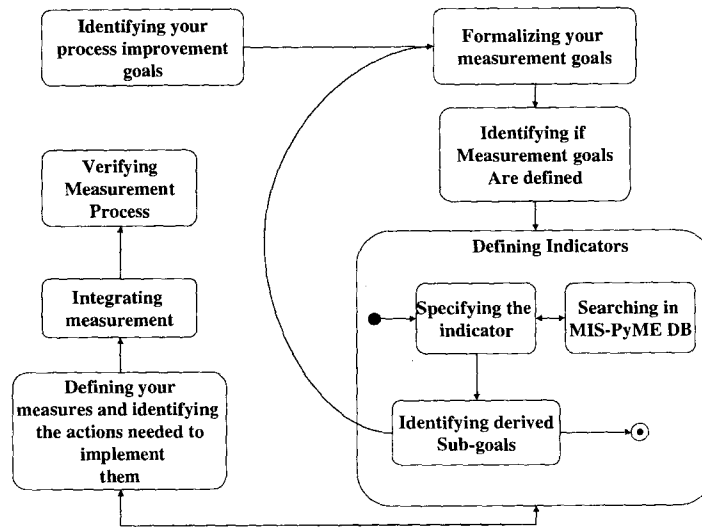 Identifying your
process improvement
goals
Formalizing your
measurement goals
Identifying if
Measurement goals
Are defined
Verifying
Measurement
Process
Defining Indicators
Integrating
measurement
Specifying the
indicator
Searching in
MIS-PyME DB
Defining your
measures and identifying
the actions needed to
implement
them
Identifying derived
Sub-goals